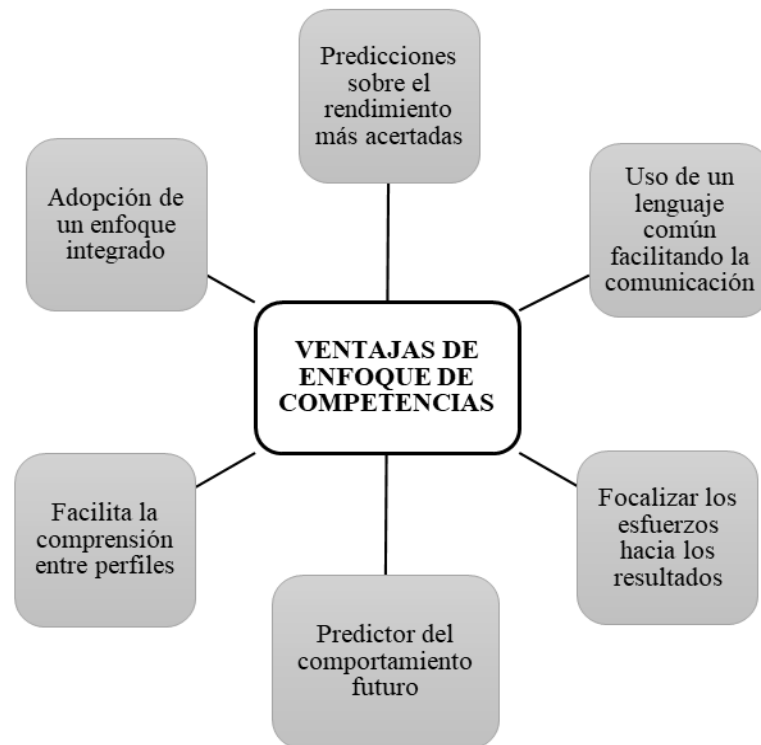 Predicciones
sobre el
rendimiento
más acertadas
Adopción de
un enfoque
integrado
Uso de un
lenguaje
común
facilitando la
comunicación
VENTAJAS DE
ENFOQUE DE
COMPETENCIAS
Facilita la
comprensión
entre perfiles
Focalizar los
esfuerzos
hacia los
resultados
Predictor del
comportamiento
futuro